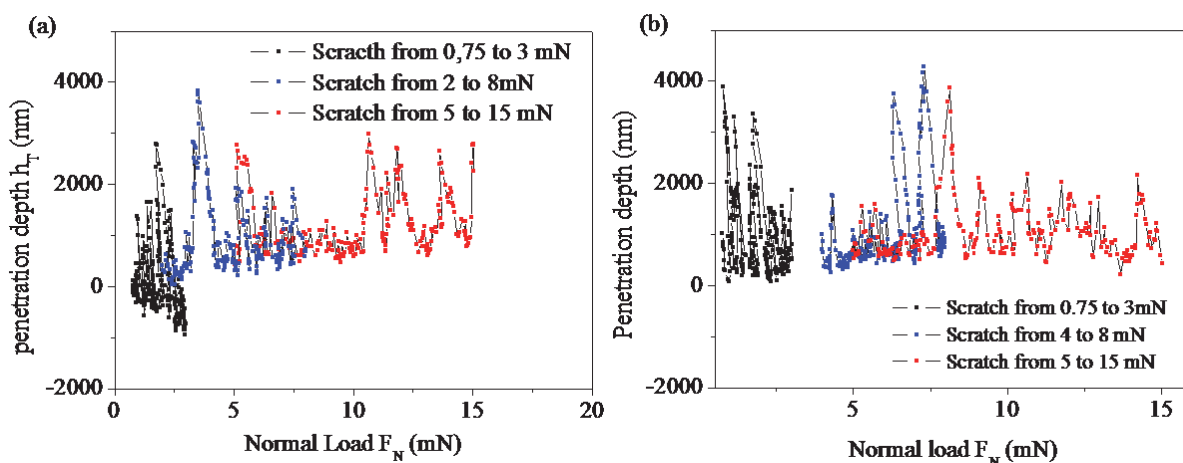 (a)
Scracth from 0,75 to 3 mN
Scratch from 2 to 8mN
Scratch from 5 to 15 mN
4000
2000
0
-2000
penetration depth h_T (nm)
0 5 10 15 20
Normal Load F_N (mN)
(b)
4000
2000
0
-2000
Penetration depth (nm)
Scratch from 0.75 to 3mN
Scratch from 4 to 8 mN
Scratch from 5 to 15 mN
5 10 15
Normal load F_N (mN)